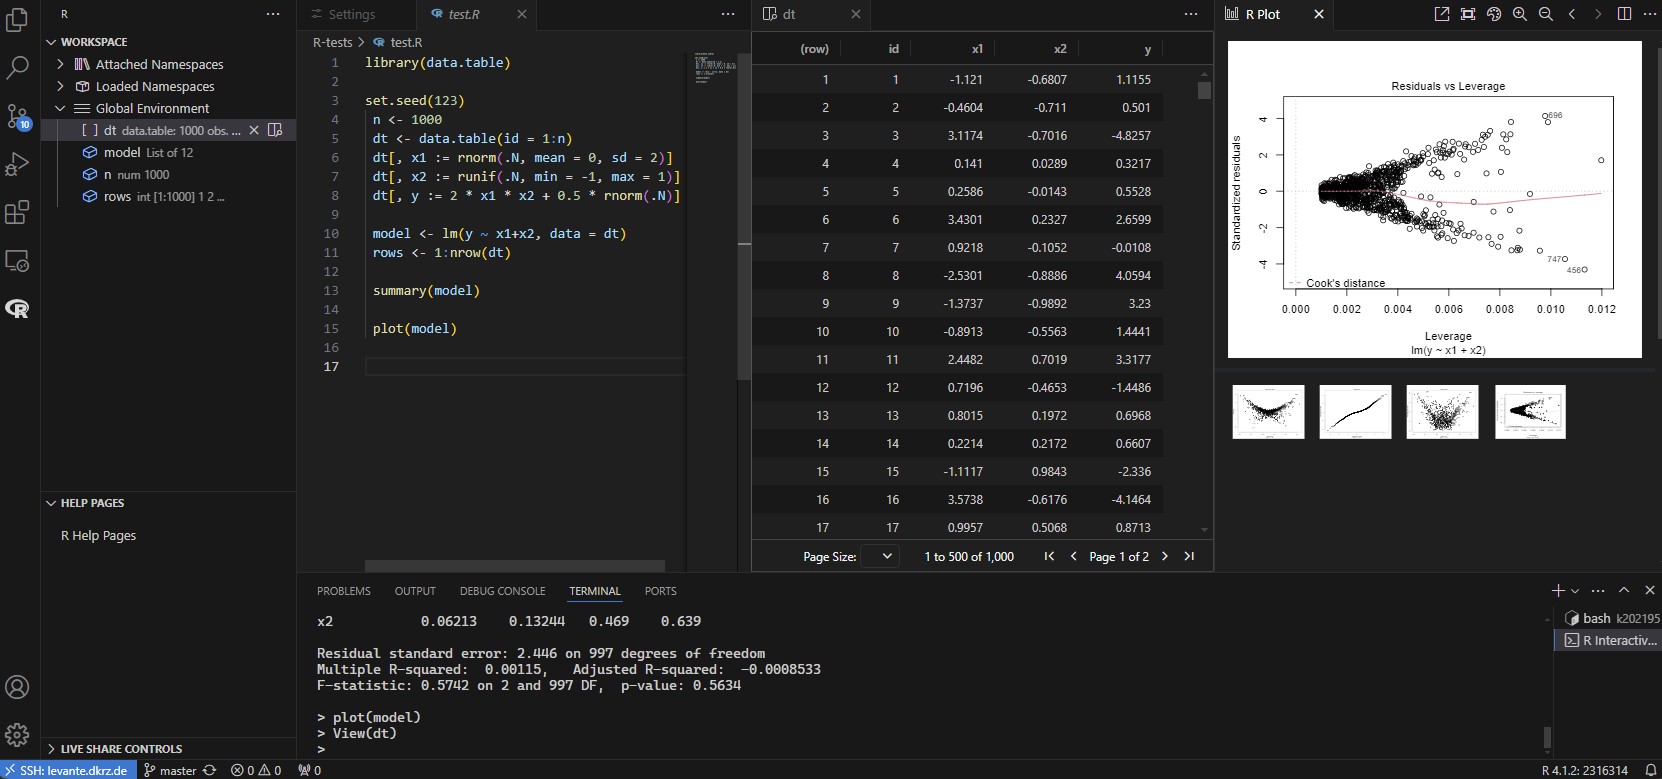 R
WORKSPACE
Attached Namespaces
Loaded Namespaces
Global Environment
dt data.table: 1000 obs. ...
model List of 12
n num 1000
rows int [1:1000] 1 2 ...
HELP PAGES
R Help Pages
LIVE SHARE CONTROLS
10
Settings
test.R
R-tests > test.R
1 library(data.table)
2
3 set.seed(123)
4 n <- 1000
5 dt <- data.table(id = 1:n)
6 dt[, x1 := rnorm(.N, mean = 0, sd = 2)]
7 dt[, x2 := runif(.N, min = -1, max = 1)]
8 dt[, y := 2 * x1 * x2 + 0.5 * rnorm(.N)]
9
10 model <- lm(y ~ x1+x2, data = dt)
11 rows <- 1:nrow(dt)
12
13 summary(model)
14
15 plot(model)
16
17
dt
(row) id x1 x2 y
1 1 -1.121 -0.6807 1.1155
2 2 -0.4604 -0.711 0.501
3 3 3.1174 -0.7016 -4.8257
4 4 0.141 0.0289 0.3217
5 5 0.2586 -0.0143 0.5528
6 6 3.4301 0.2327 2.6599
7 7 0.9218 -0.1052 -0.0108
8 8 -2.5301 -0.8886 4.0594
9 9 -1.3737 -0.9892 3.23
10 10 -0.8913 -0.5563 1.4441
11 11 2.4482 0.7019 3.3177
12 12 0.7196 -0.4653 -1.4486
13 13 0.8015 0.1972 0.6968
14 14 0.2214 0.2172 0.6607
15 15 -1.1117 0.9843 -2.336
16 16 3.5738 -0.6176 -4.1464
17 17 0.9957 0.5068 0.8713
Page Size: 1 to 500 of 1,000 Page 1 of 2
R Plot
Residuals vs Leverage
Standardized residuals
4
2
0
-2
-4
696
747
456
Cook's distance
0.000 0.002 0.004 0.006 0.008 0.010 0.012
Leverage
lm(y ~ x1 + x2)
PROBLEMS OUTPUT DEBUG CONSOLE TERMINAL PORTS
x2 0.06213 0.13244 0.469 0.639
Residual standard error: 2.446 on 997 degrees of freedom
Multiple R-squared: 0.00115, Adjusted R-squared: -0.0008533
F-statistic: 0.5742 on 2 and 997 DF, p-value: 0.5634
> plot(model)
> View(dt)
>
bash k202195
R Interactiv...
SSH: levante.dkrz.de master 0 0 0 R 4.1.2: 2316314